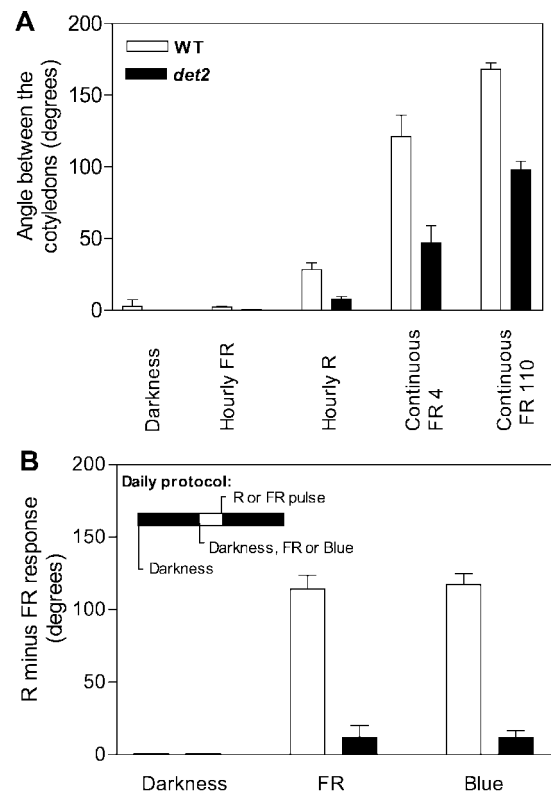 A
Angle between the
cotyledons (degrees)
200
150
100
50
0
WT
det2
Darkness
Hourly FR
Hourly R
Continuous
FR 4
Continuous
FR 110
B
R minus FR response
(degrees)
200
150
100
50
0
Daily protocol:
R or FR pulse
Darkness, FR or Blue
Darkness
Darkness
FR
Blue